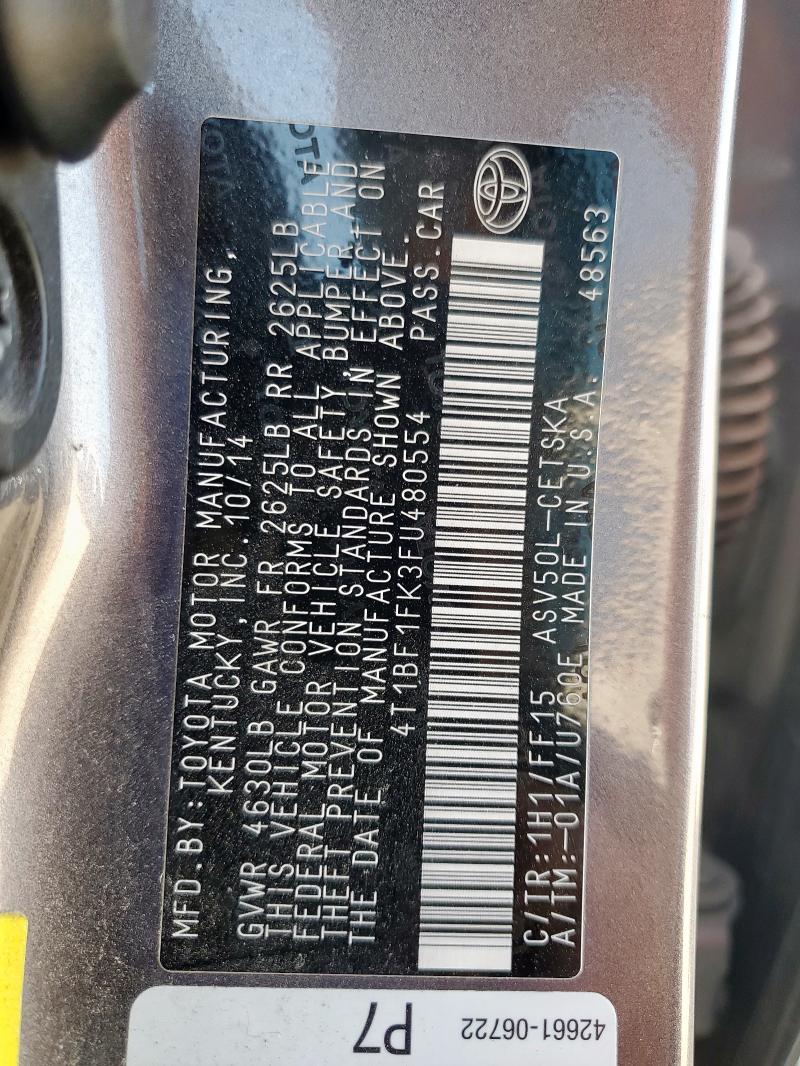 MFD.BY:TOYOTA MOTOR MANUFACTURING,
KENTUCKY,INC. 10/14
GVWR 4630LB GAWR FR 2625LB RR 2625LB
THIS VEHICLE CONFORMS TO ALL APPLICABLE
FEDERAL MOTOR VEHICLE SAFETY,BUMPER,AND
THEFT PREVENTION STANDARDS IN EFFECT ON
THE DATE OF MANUFACTURE SHOWN ABOVE.
4T1BF1FK3FU480554 PASS.CAR
C/TR:1H1/FF15 ASV50L-CETSKA
A/TM:-01A/U760E MADE IN U.S.A. 48563
P7
42661-06722